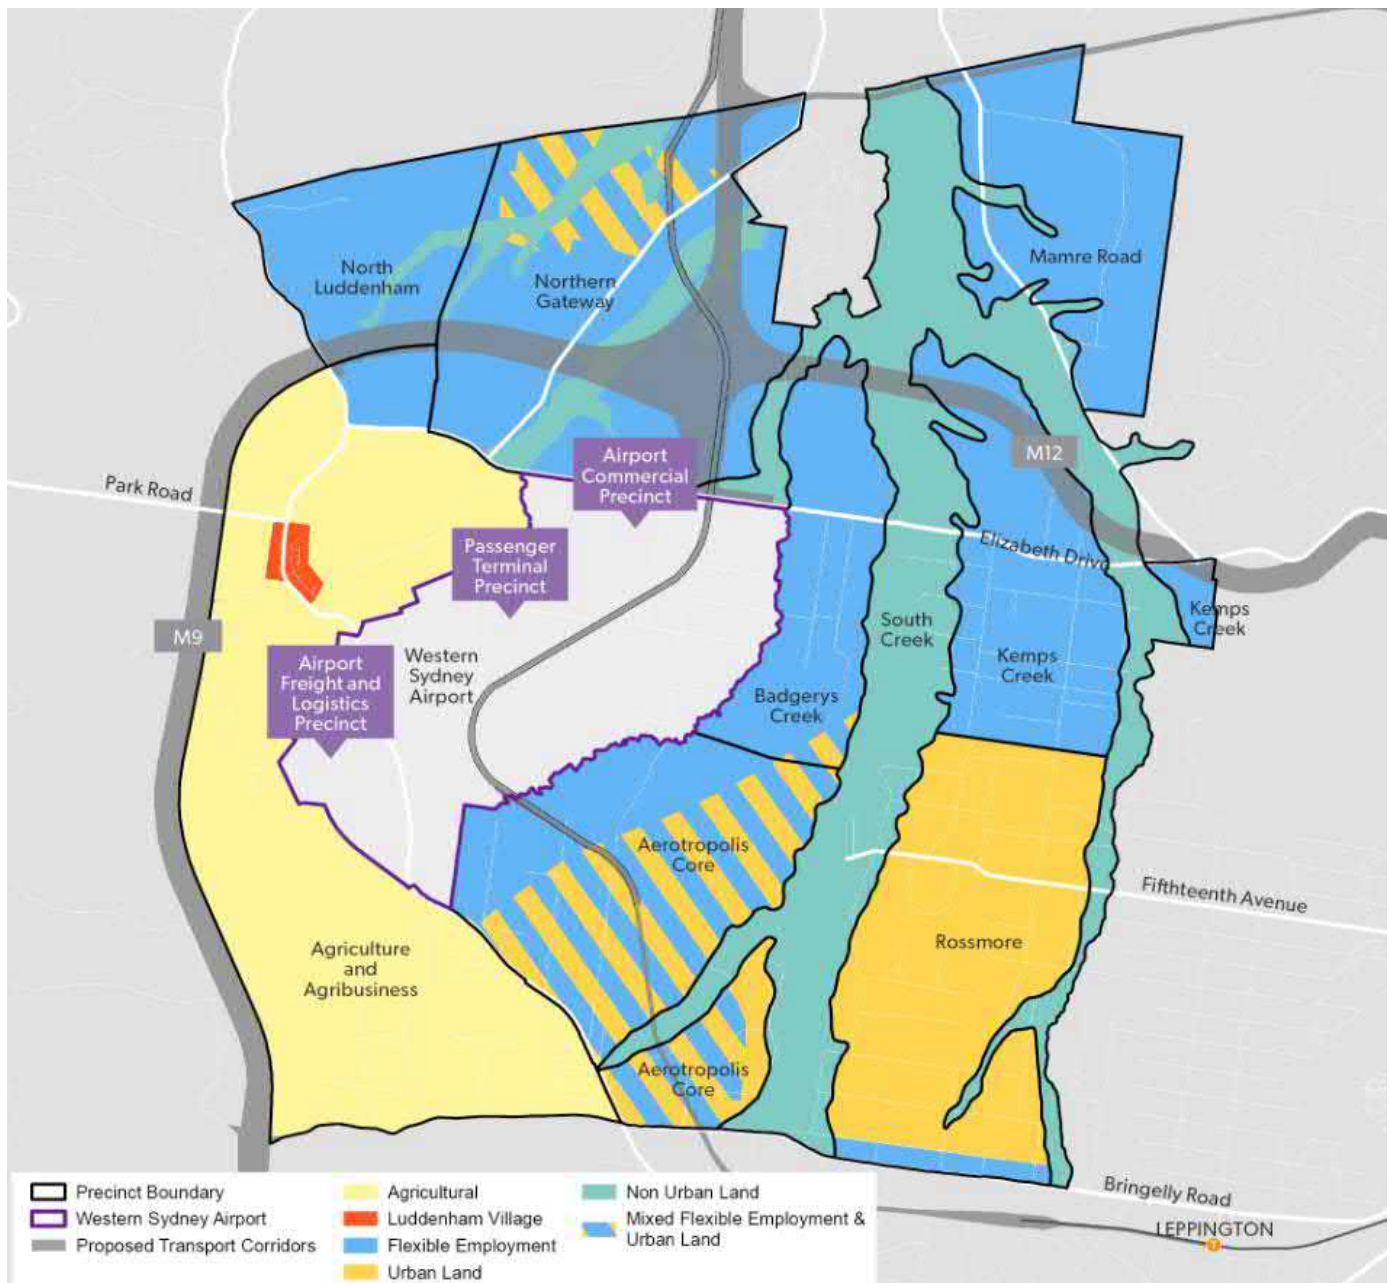 North
Luddenham
Northern
Gateway
Mamre Road
M12
Airport
Commercial
Precinct
Park Road
Passenger
Terminal
Precinct
Elizabeth Drive
Kemps
Creek
South
Creek
M9
Western
Sydney
Airport
Kemps
Creek
Airport
Freight and
Logistics
Precinct
Badgerys
Creek
Aerotropolis
Core
Fifthteenth Avenue
Rossmore
Agriculture
and
Agribusiness
Aerotropolis
Core
Bringelly Road
LEPPINGTON
T
Precinct Boundary
Western Sydney Airport
Proposed Transport Corridors
Agricultural
Luddenham Village
Flexible Employment
Urban Land
Non Urban Land
Mixed Flexible Employment &
Urban Land